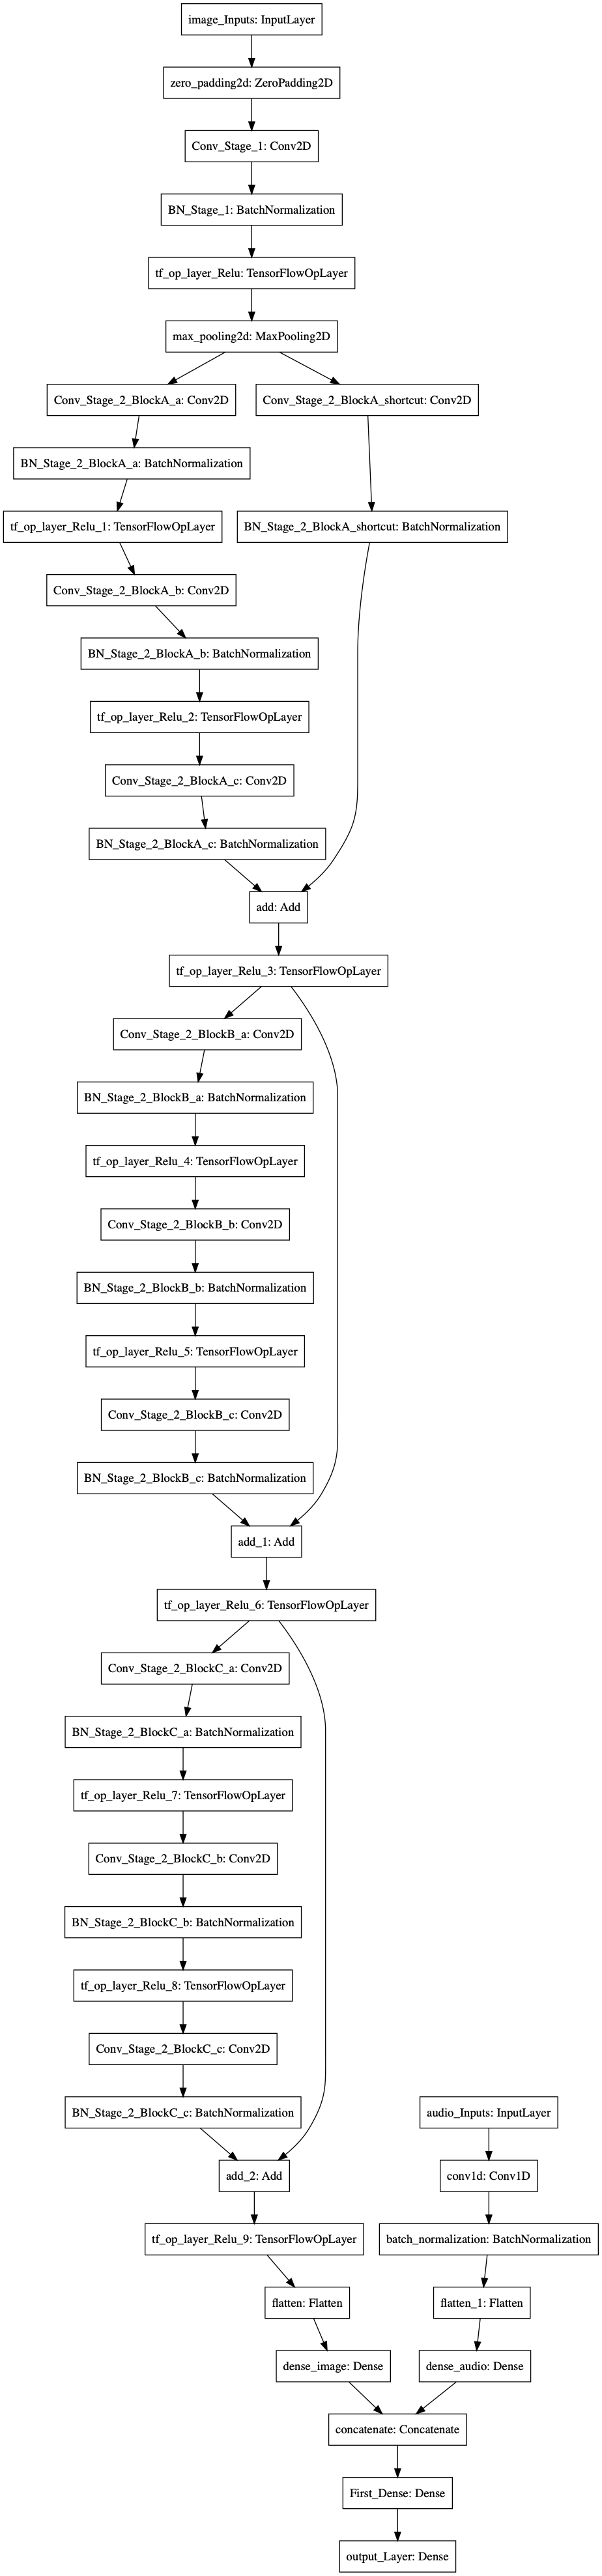 image_Inputs: InputLayer
zero_padding2d: ZeroPadding2D
Conv_Stage_1: Conv2D
BN_Stage_1: BatchNormalization
tf_op_layer_Relu: TensorFlowOpLayer
max_pooling2d: MaxPooling2D
Conv_Stage_2_BlockA_a: Conv2D
Conv_Stage_2_BlockA_shortcut: Conv2D
BN_Stage_2_BlockA_a: BatchNormalization
tf_op_layer_Relu_1: TensorFlowOpLayer
BN_Stage_2_BlockA_shortcut: BatchNormalization
Conv_Stage_2_BlockA_b: Conv2D
BN_Stage_2_BlockA_b: BatchNormalization
tf_op_layer_Relu_2: TensorFlowOpLayer
Conv_Stage_2_BlockA_c: Conv2D
BN_Stage_2_BlockA_c: BatchNormalization
add: Add
tf_op_layer_Relu_3: TensorFlowOpLayer
Conv_Stage_2_BlockB_a: Conv2D
BN_Stage_2_BlockB_a: BatchNormalization
tf_op_layer_Relu_4: TensorFlowOpLayer
Conv_Stage_2_BlockB_b: Conv2D
BN_Stage_2_BlockB_b: BatchNormalization
tf_op_layer_Relu_5: TensorFlowOpLayer
Conv_Stage_2_BlockB_c: Conv2D
BN_Stage_2_BlockB_c: BatchNormalization
add_1: Add
tf_op_layer_Relu_6: TensorFlowOpLayer
Conv_Stage_2_BlockC_a: Conv2D
BN_Stage_2_BlockC_a: BatchNormalization
tf_op_layer_Relu_7: TensorFlowOpLayer
Conv_Stage_2_BlockC_b: Conv2D
BN_Stage_2_BlockC_b: BatchNormalization
tf_op_layer_Relu_8: TensorFlowOpLayer
Conv_Stage_2_BlockC_c: Conv2D
BN_Stage_2_BlockC_c: BatchNormalization
audio_Inputs: InputLayer
add_2: Add
conv1d: Conv1D
tf_op_layer_Relu_9: TensorFlowOpLayer
batch_normalization: BatchNormalization
flatten: Flatten
flatten_1: Flatten
dense_image: Dense
dense_audio: Dense
concatenate: Concatenate
First_Dense: Dense
output_Layer: Dense